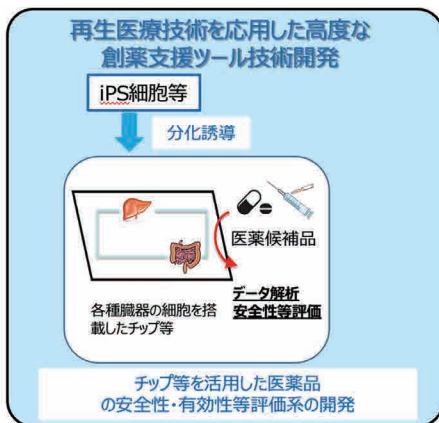 再生医療技術を応用した高度な
創薬支援ツール技術開発
iPS細胞等
分化誘導
医薬候補品
データ解析
安全性等評価
各種臓器の細胞を搭
載したチップ等
チップ等を活用した医薬品
の安全性・有効性等評価系の開発